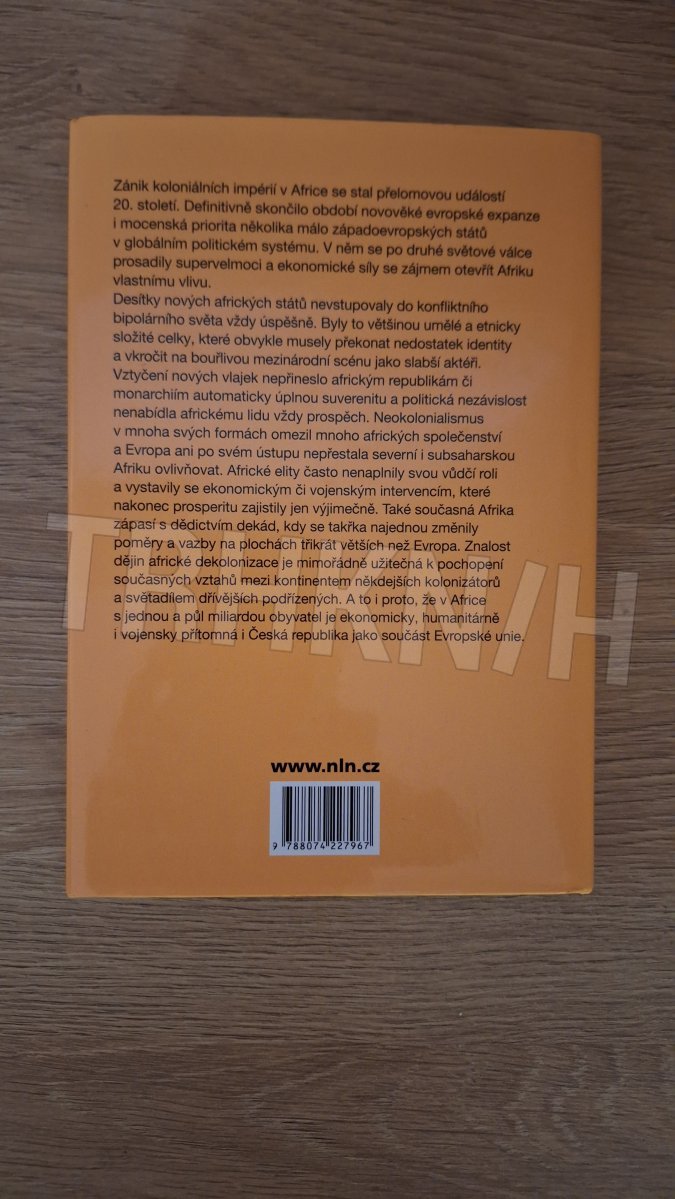 Zánik koloniálních impérií v Africe se stal přelomovou událostí
20. století. Definitivně skončilo období novověké evropské expanze
i mocenská priorita několika málo západoevropských států
v globálním politickém systému. V něm se po druhé světové válce
prosadily supervelmoci a ekonomické síly se zájmem otevřít Afriku
vlastnímu vlivu.
Desítky nových afrických států nevstupovaly do konfliktního
bipolárního světa vždy úspěšně. Byly to většinou umělé a etnicky
složité celky, které obvykle musely překonat nedostatek identity
a vkročit na bouřlivou mezinárodní scénu jako slabší aktéři.
Vztyčení nových vlajek nepřineslo africkým republikám či
monarchiím automaticky úplnou suverenitu a politická nezávislost
nenabídla africkému lidu vždy prospěch. Neokolonialismus
v mnoha svých formách omezil mnoho afrických společenství
a Evropa ani po svém ústupu nepřestala severní i subsaharskou
Afriku ovlivňovat. Africké elity často nenaplnily svou vůdčí roli
a vystavily se ekonomickým či vojenským intervencím, které
nakonec prosperitu zajistily jen výjimečně. Také současná Afrika
zápasí s dědictvím dekád, kdy se takřka najednou změnily
poměry a vazby na plochách třikrát větších než Evropa. Znalost
dějin africké dekolonizace je mimořádně užitečná k pochopení
současných vztahů mezi kontinentem někdejších kolonizátorů
a světadílem dřívějších podřízených. A to i proto, že v Africe
s jednou a půl miliardou obyvatel je ekonomicky, humanitárně
i vojensky přítomná i Česká republika jako součást Evropské unie.
www.nln.cz
9 788074 227967